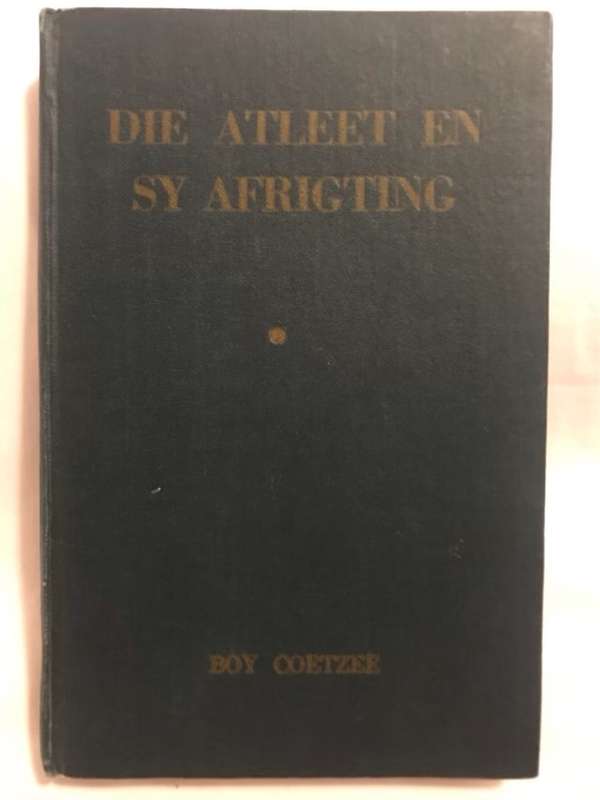 DIE ATLEET EN
SY AFRIGTING
BOY COETZEE